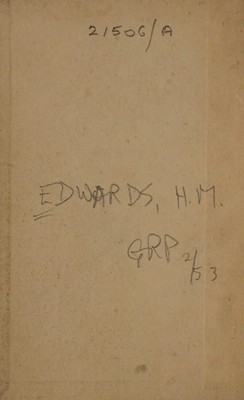 21506/A
EDWARDS, H.M.
GRP 2/53